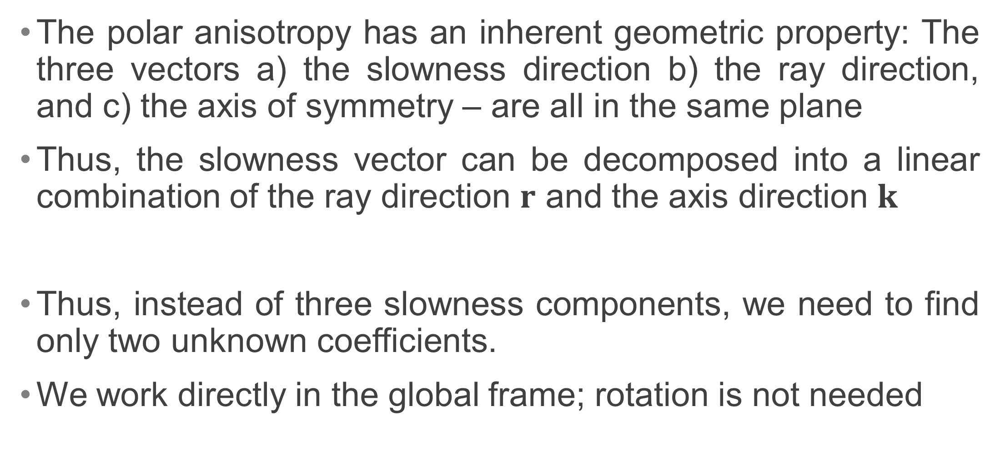 • The polar anisotropy has an inherent geometric property: The
three vectors a) the slowness direction b) the ray direction,
and c) the axis of symmetry – are all in the same plane
• Thus, the slowness vector can be decomposed into a linear
combination of the ray direction r and the axis direction k
• Thus, instead of three slowness components, we need to find
only two unknown coefficients.
• We work directly in the global frame; rotation is not needed